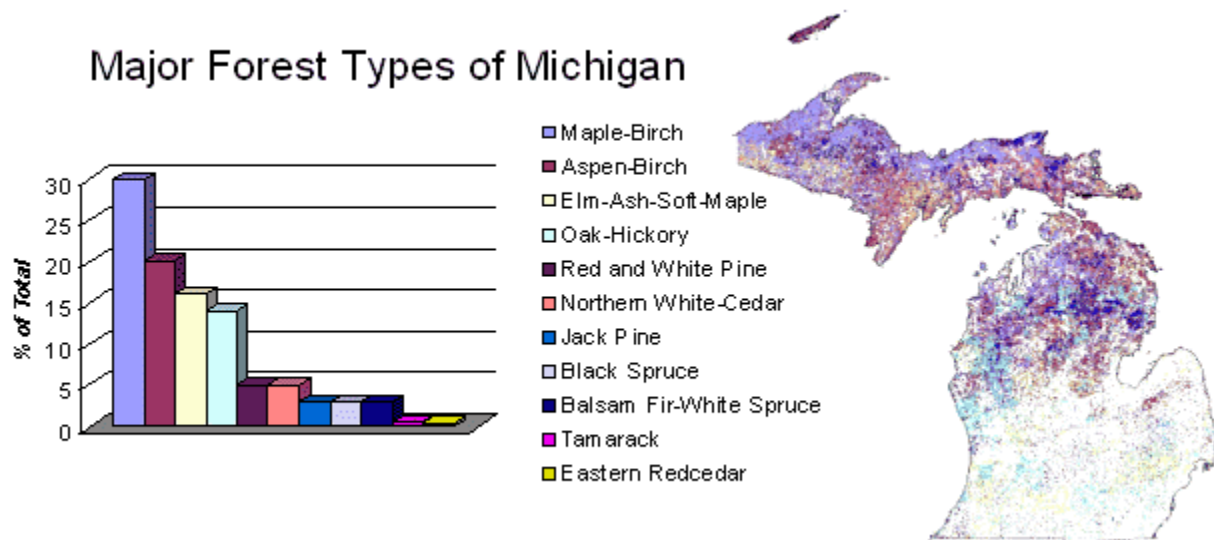 Major Forest Types of Michigan
% of Total
30
25
20
15
10
5
0
Maple-Birch
Aspen-Birch
Elm-Ash-Soft-Maple
Oak-Hickory
Red and White Pine
Northern White-Cedar
Jack Pine
Black Spruce
Balsam Fir-White Spruce
Tamarack
Eastern Redcedar